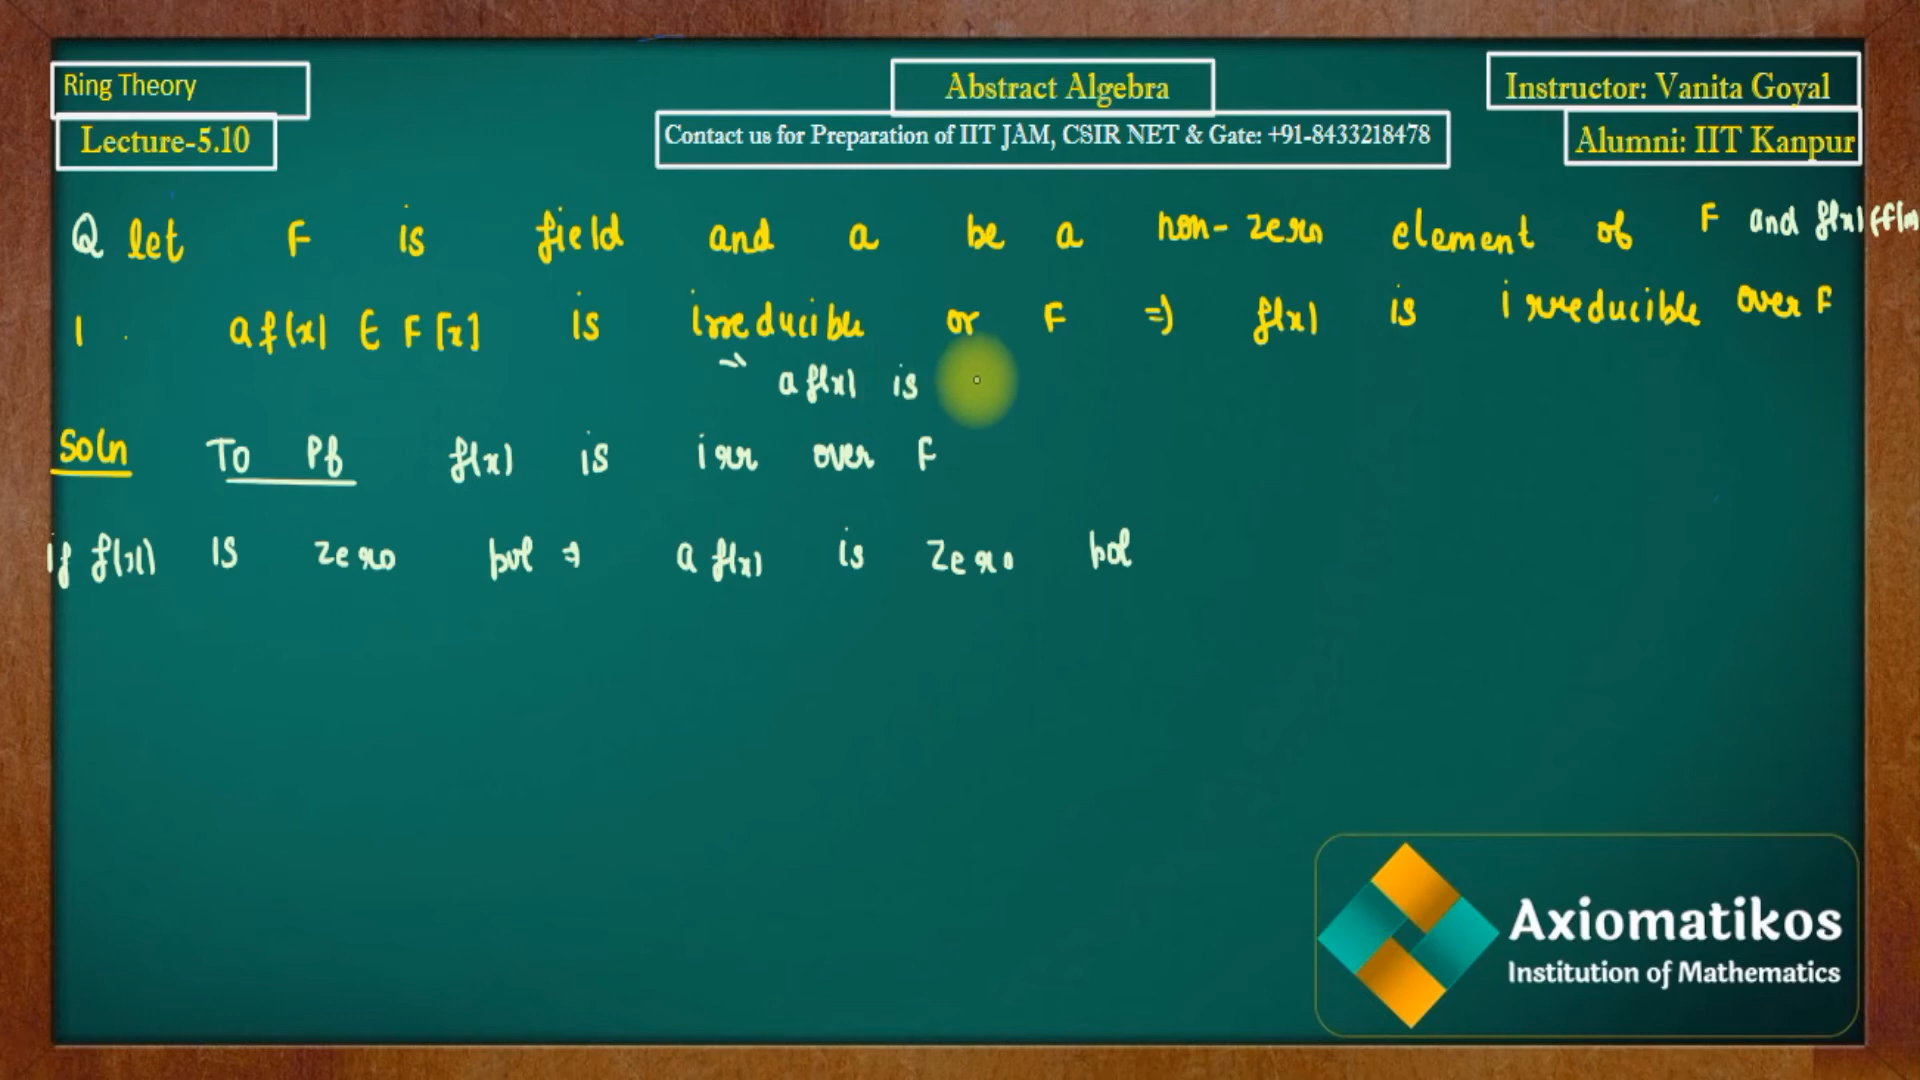 Ring Theory
Abstract Algebra
Instructor: Vanita Goyal
Lecture-5.10
Contact us for Preparation of IIT JAM, CSIR NET & Gate: +91-8433218478
Alumni: IIT Kanpur
Q let F is field and a be a non-zero element of F and f(x)
1. a f(x) ∈ F[x] is irreducible or F ⇒ f(x) is irreducible over F
⇒ a f(x) is
Soln To Pf f(x) is irr over F
if f(x) is zero pol ⇒ a f(x) is zero pol
Axiomatikos
Institution of Mathematics